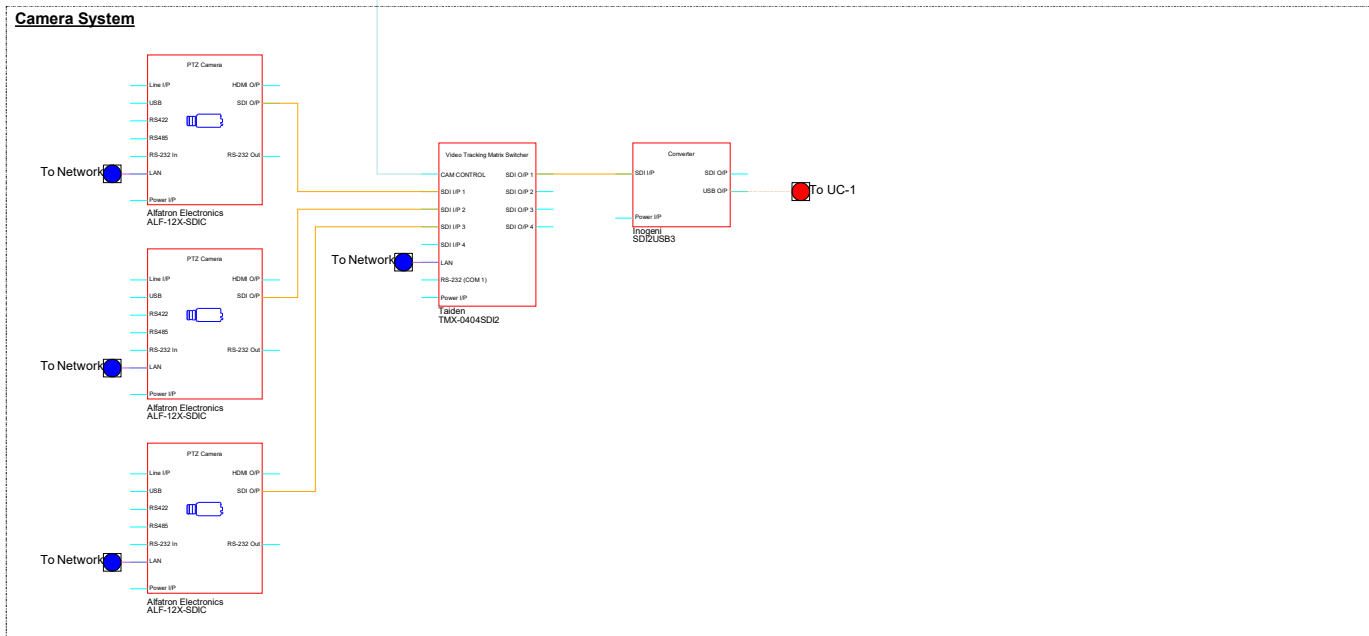 Camera System
PTZ Camera
Line I/P
HDMI O/P
USB
SDI O/P
RS422
RS485
RS-232 In
RS-232 Out
To Network
LAN
Power I/P
Alfatron Electronics
ALF-12X-SDIC
PTZ Camera
Line I/P
HDMI O/P
USB
SDI O/P
RS422
RS485
RS-232 In
RS-232 Out
To Network
LAN
Power I/P
Alfatron Electronics
ALF-12X-SDIC
PTZ Camera
Line I/P
HDMI O/P
USB
SDI O/P
RS422
RS485
RS-232 In
RS-232 Out
To Network
LAN
Power I/P
Alfatron Electronics
ALF-12X-SDIC
Video Tracking Matrix Switcher
CAM CONTROL
SDI O/P 1
SDI I/P 1
SDI O/P 2
SDI I/P 2
SDI O/P 3
SDI I/P 3
SDI O/P 4
SDI I/P 4
To Network
LAN
RS-232 (COM 1)
Power I/P
Taiden
TMX-0404SDI2
Converter
SDI I/P
SDI O/P
USB O/P
To UC-1
Power I/P
Inogeni
SDI2USB3